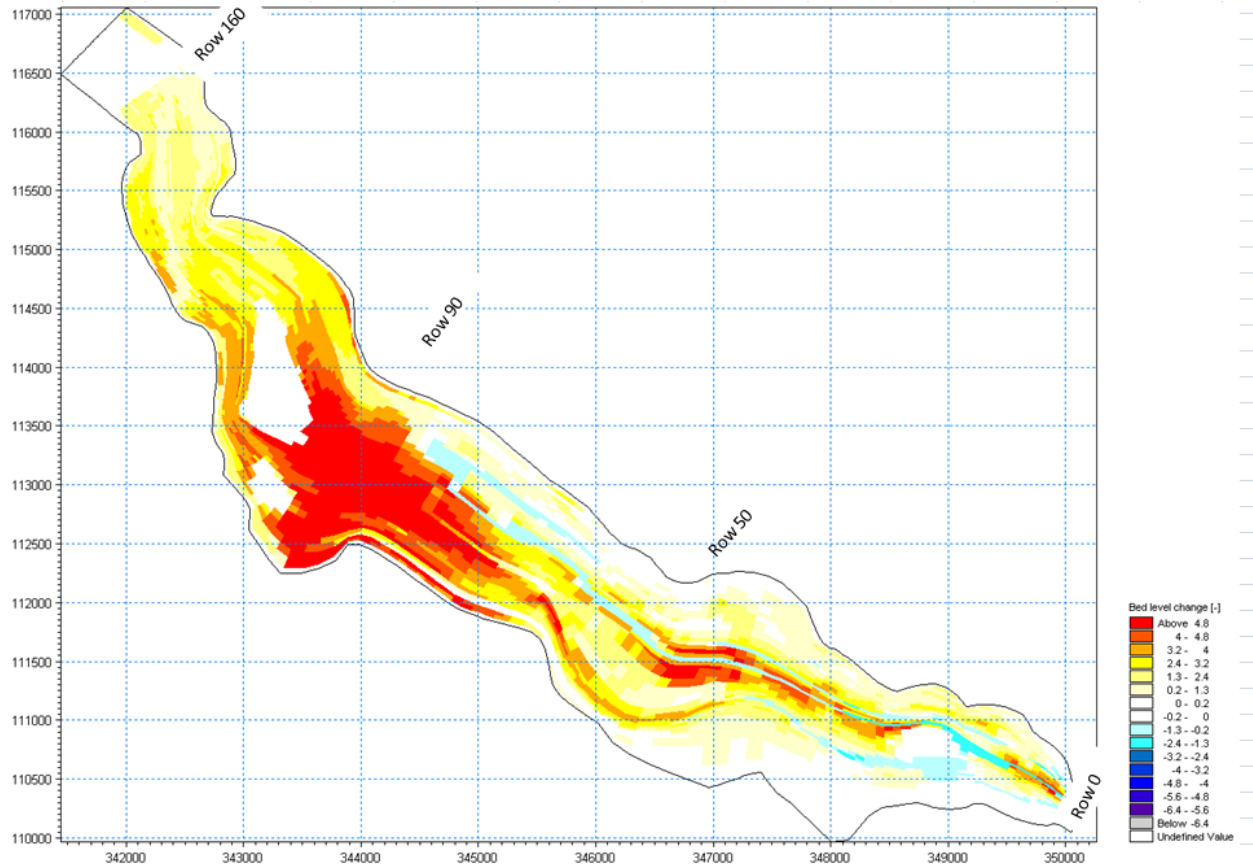 117000
116500
116000
115500
115000
114500
114000
113500
113000
112500
112000
111500
111000
110500
110000
Row 160
Row 90
Row 50
Row 0
342000 343000 344000 345000 346000 347000 348000 349000 350000
Bed level change [-]
Above 4.8
4 - 4.8
3.2 - 4
2.4 - 3.2
1.3 - 2.4
0.2 - 1.3
0 - 0.2
-0.2 - 0
-1.3 - -0.2
-2.4 - -1.3
-3.2 - -2.4
-4 - -3.2
-4.8 - -4
-5.6 - -4.8
-6.4 - -5.6
Below -6.4
Undefined Value